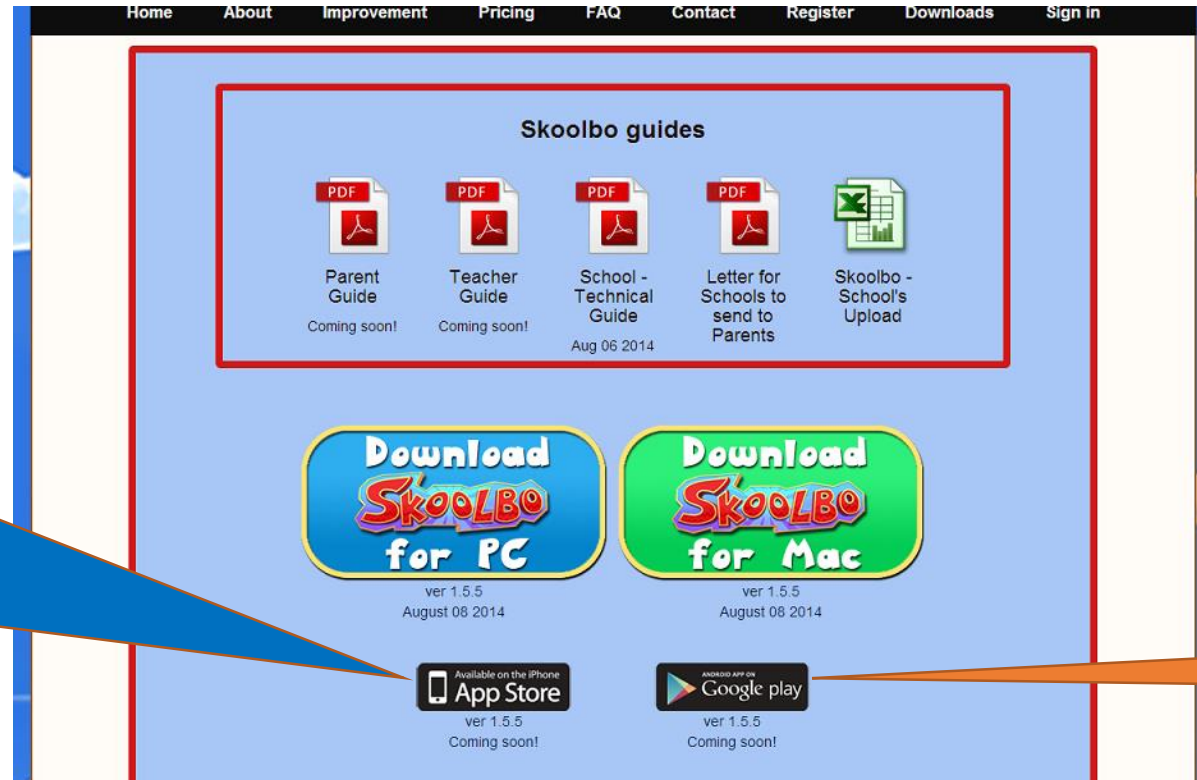 Home About Improvement Pricing FAQ Contact Register Downloads Sign in
Skoolbo guides
PDF PDF PDF PDF
Parent
Guide
Coming soon!
Teacher
Guide
Coming soon!
School -
Technical
Guide
Aug 06 2014
Letter for
Schools to
send to
Parents
Skoolbo -
School's
Upload
Download
SKOOLBO
for PC
ver 1.5.5
August 08 2014
Download
SKOOLBO
for Mac
ver 1.5.5
August 08 2014
Available on the iPhone
App Store
ver 1.5.5
Coming soon!
ANDROID APP ON
Google play
ver 1.5.5
Coming soon!